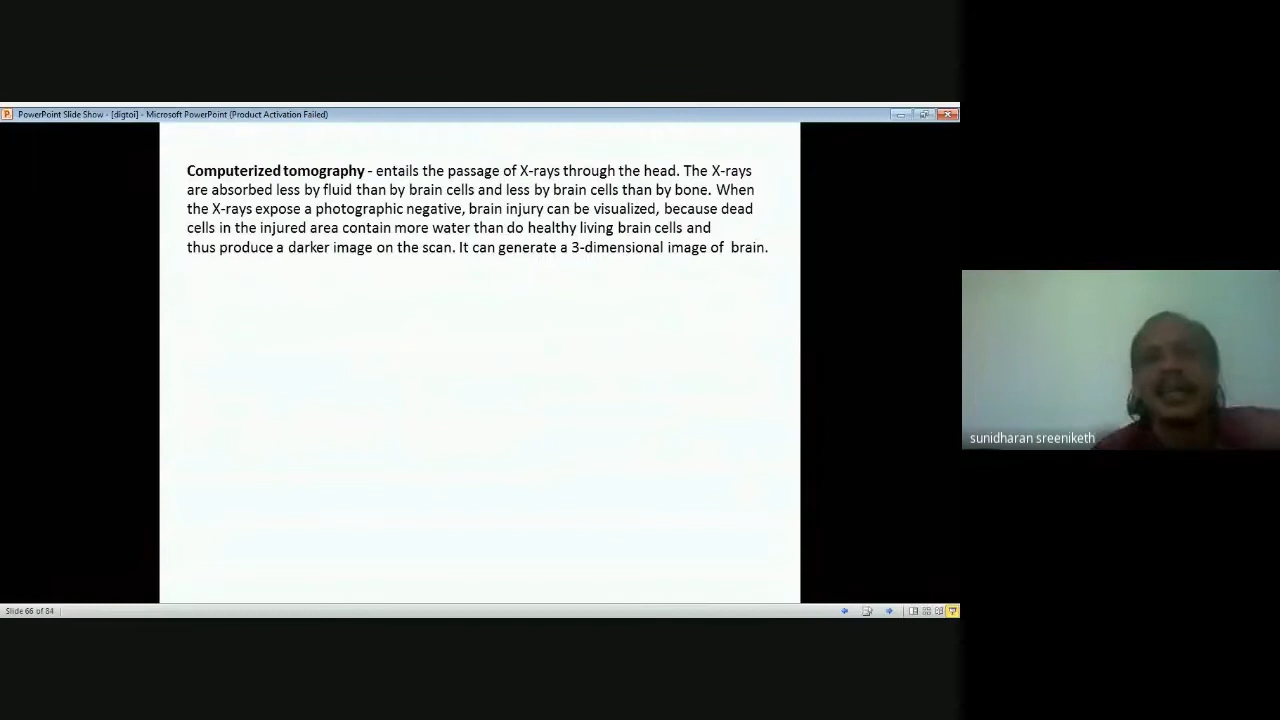 PowerPoint Slide Show - [digtoi] - Microsoft PowerPoint (Product Activation Failed)
Computerized tomography - entails the passage of X-rays through the head. The X-rays
are absorbed less by fluid than by brain cells and less by brain cells than by bone. When
the X-rays expose a photographic negative, brain injury can be visualized, because dead
cells in the injured area contain more water than do healthy living brain cells and
thus produce a darker image on the scan. It can generate a 3-dimensional image of brain.
sunidharan sreeniketh
Slide 66 of 84